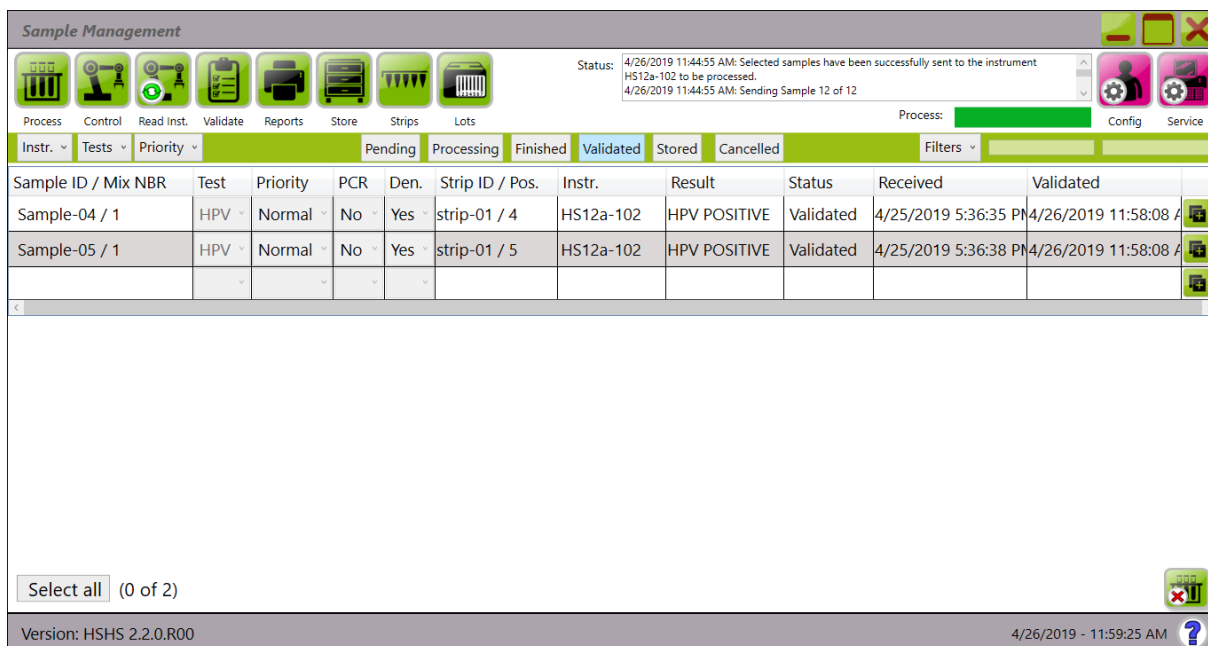 Sample Management
Status:
4/26/2019 11:44:55 AM: Selected samples have been successfully sent to the instrument
HS12a-102 to be processed.
4/26/2019 11:44:55 AM: Sending Sample 12 of 12
Process:
Process Control Read Inst. Validate Reports Store Strips Lots Config Service
Instr. Tests Priority Pending Processing Finished Validated Stored Cancelled Filters
Sample ID / Mix NBR Test Priority PCR Den. Strip ID / Pos. Instr. Result Status Received Validated
Sample-04 / 1 HPV Normal No Yes strip-01 / 4 HS12a-102 HPV POSITIVE Validated 4/25/2019 5:36:35 PM 4/26/2019 11:58:08 A
Sample-05 / 1 HPV Normal No Yes strip-01 / 5 HS12a-102 HPV POSITIVE Validated 4/25/2019 5:36:38 PM 4/26/2019 11:58:08 A
Select all (0 of 2)
Version: HSHS 2.2.0.R00 4/26/2019 - 11:59:25 AM ?